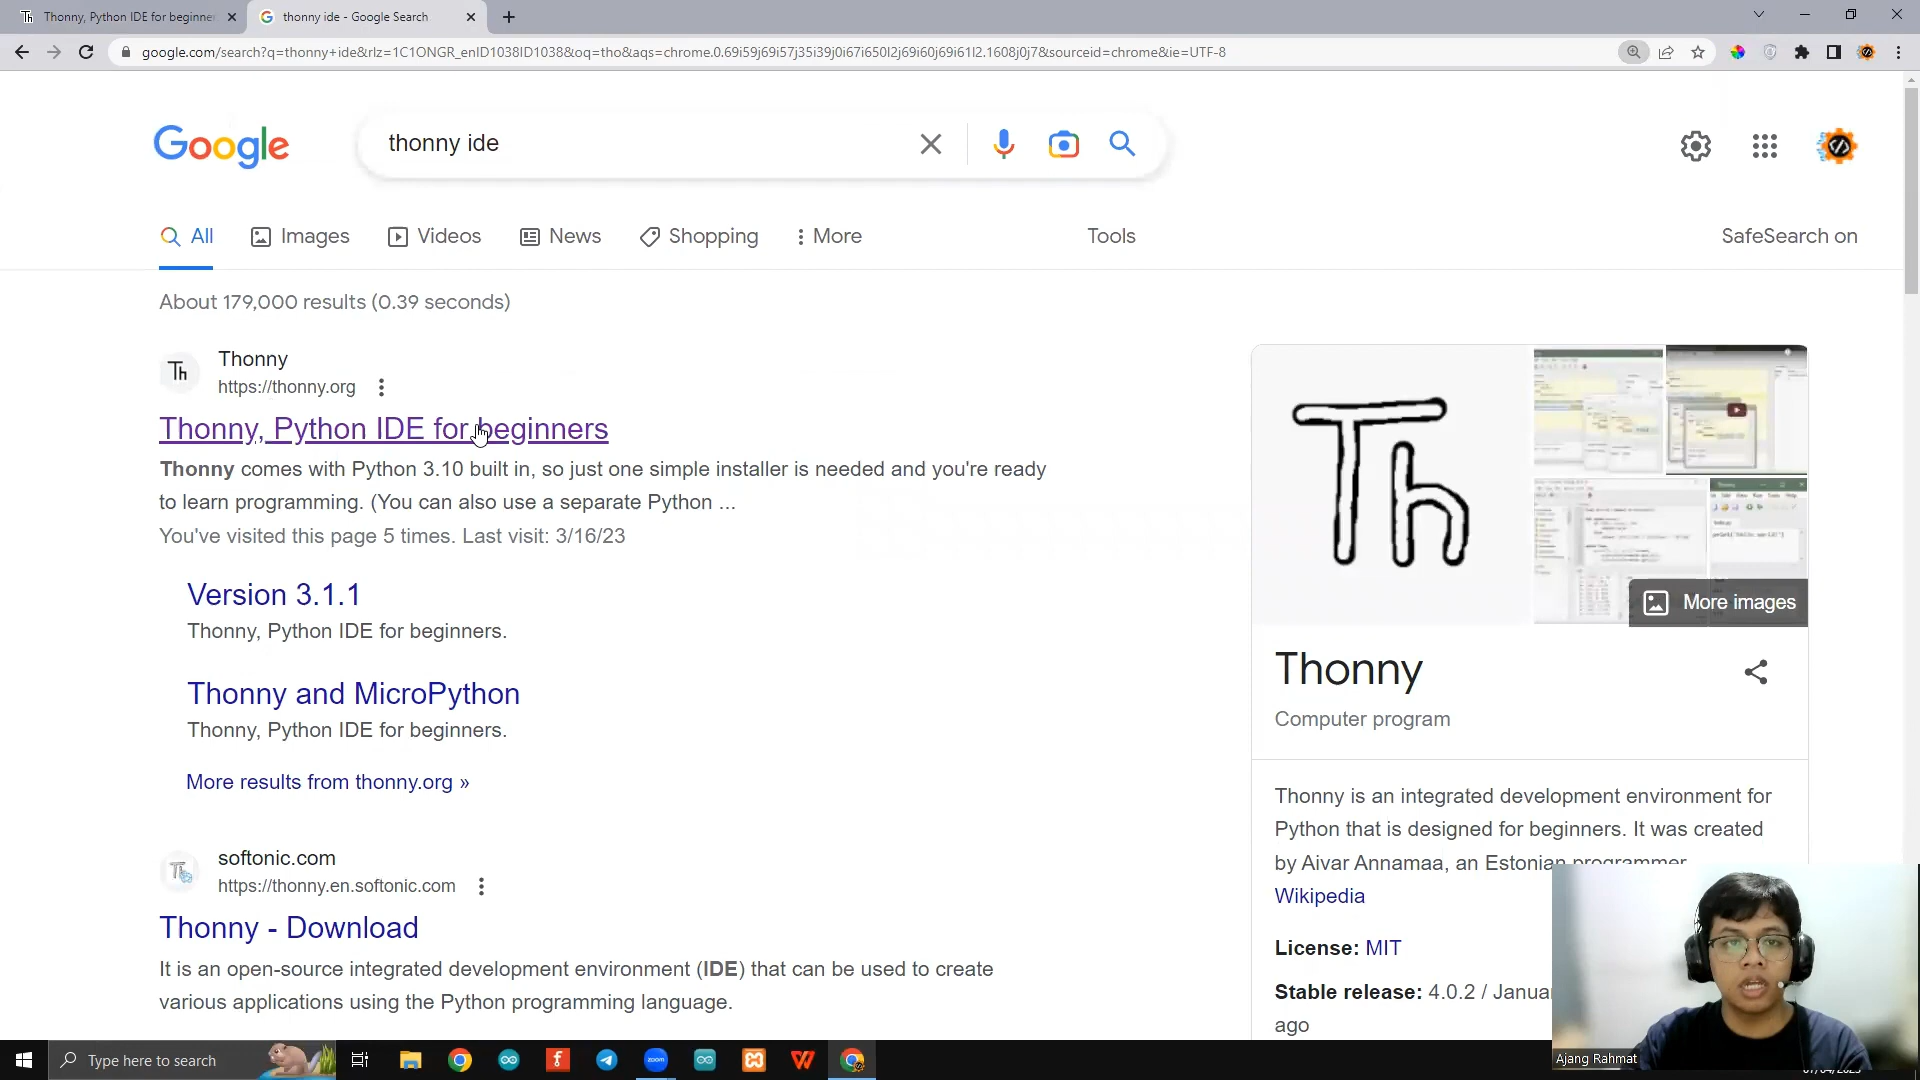 Thonny, Python IDE for beginne
thonny ide - Google Search
google.com/search?q=thonny+ide&rlz=1C1ONGR_enID1038ID1038&oq=tho&aqs=chrome.0.69i59j69i57j35i39j0i67i650l2j69i60j69i61l2.1608j0j7&sourceid=chrome&ie=UTF-8
Google
thonny ide
All
Images
Videos
News
Shopping
More
Tools
SafeSearch on
About 179,000 results (0.39 seconds)
Th
Thonny
https://thonny.org
Thonny, Python IDE for beginners
Thonny comes with Python 3.10 built in, so just one simple installer is needed and you're ready
to learn programming. (You can also use a separate Python ...
You've visited this page 5 times. Last visit: 3/16/23
Version 3.1.1
Thonny, Python IDE for beginners.
Thonny and MicroPython
Thonny, Python IDE for beginners.
More results from thonny.org »
softonic.com
https://thonny.en.softonic.com
Thonny - Download
It is an open-source integrated development environment (IDE) that can be used to create
various applications using the Python programming language.
Th
More images
Thonny
Computer program
Thonny is an integrated development environment for
Python that is designed for beginners. It was created
by Aivar Annamaa, an Estonian programmer.
Wikipedia
License: MIT
Stable release: 4.0.2 / Januar
ago
Ajang Rahmat
Type here to search
zoom